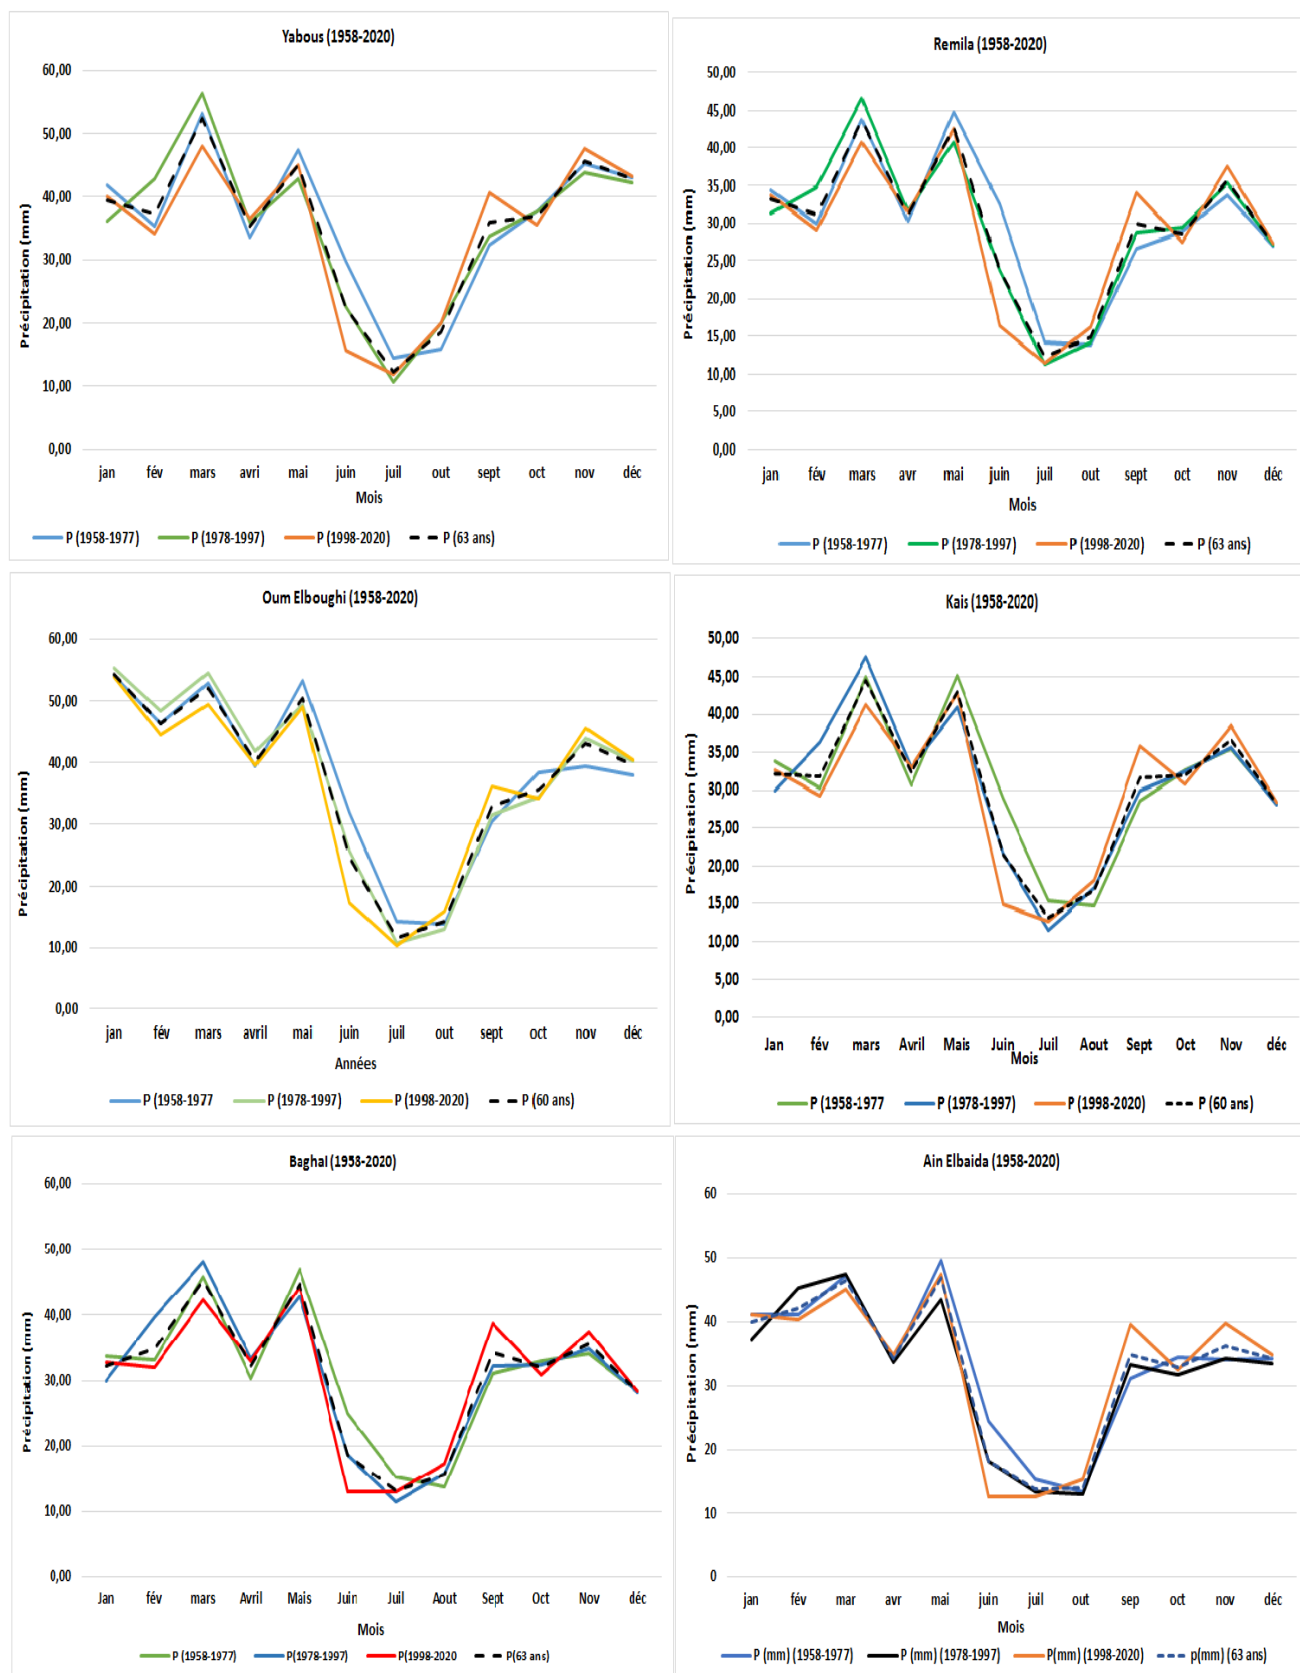 Yabous (1958-2020)
Précipitation (mm)
60,00
50,00
40,00
30,00
20,00
10,00
0,00
jan fév mars avri mai juin juil out sept oct nov déc
Mois
P (1958-1977) P (1978-1997) P (1998-2020) P (63 ans)
Remila (1958-2020)
Précipitation (mm)
50,00
45,00
40,00
35,00
30,00
25,00
20,00
15,00
10,00
5,00
0,00
jan fév mars avr mai juin juil out sept oct nov déc
Mois
P (1958-1977) P (1978-1997) P (1998-2020) P (63 ans)
Oum Elboughi (1958-2020)
Précipitation (mm)
60,00
50,00
40,00
30,00
20,00
10,00
0,00
jan fév mars avril mai juin juil out sept oct nov déc
Années
P (1958-1977 P (1978-1997) P (1998-2020) P (60 ans)
Kais (1958-2020)
Précipitation (mm)
50,00
45,00
40,00
35,00
30,00
25,00
20,00
15,00
10,00
5,00
0,00
Jan fév mars Avril Mais Juin Juil Aout Sept Oct Nov déc
Mois
P (1958-1977 P (1978-1997) P (1998-2020) P (60 ans)
BaghaI (1958-2020)
Précipitation (mm)
60,00
50,00
40,00
30,00
20,00
10,00
0,00
Jan fév mars Avril Mais Juin Juil Aout Sept Oct Nov déc
Mois
P (1958-1977) P(1978-1997) P(1998-2020 P(63 ans)
Ain Elbaida (1958-2020)
Précipitation (mm)
60
50
40
30
20
10
0
jan fév mar avr mai juin juil out sep oct nov déc
Mois
P (mm) (1958-1977) P (mm) (1978-1997) P(mm) (1998-2020) p(mm) (63 ans)